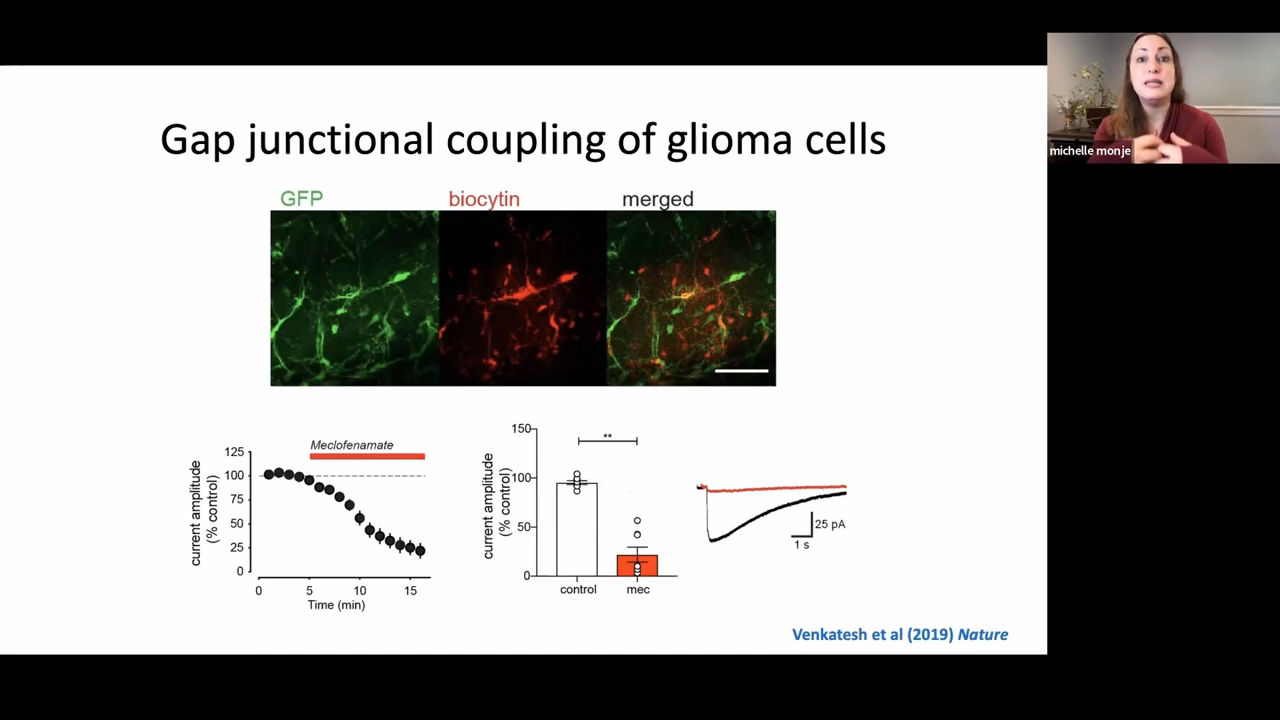 michelle monje
Gap junctional coupling of glioma cells
GFP
biocytin
merged
Meclofenamate
current amplitude
(% control)
125
100
75
50
25
0
0
5
10
15
Time (min)
current amplitude
(% control)
150
100
50
0
**
control
mec
25 pA
1 s
Venkatesh et al (2019) Nature